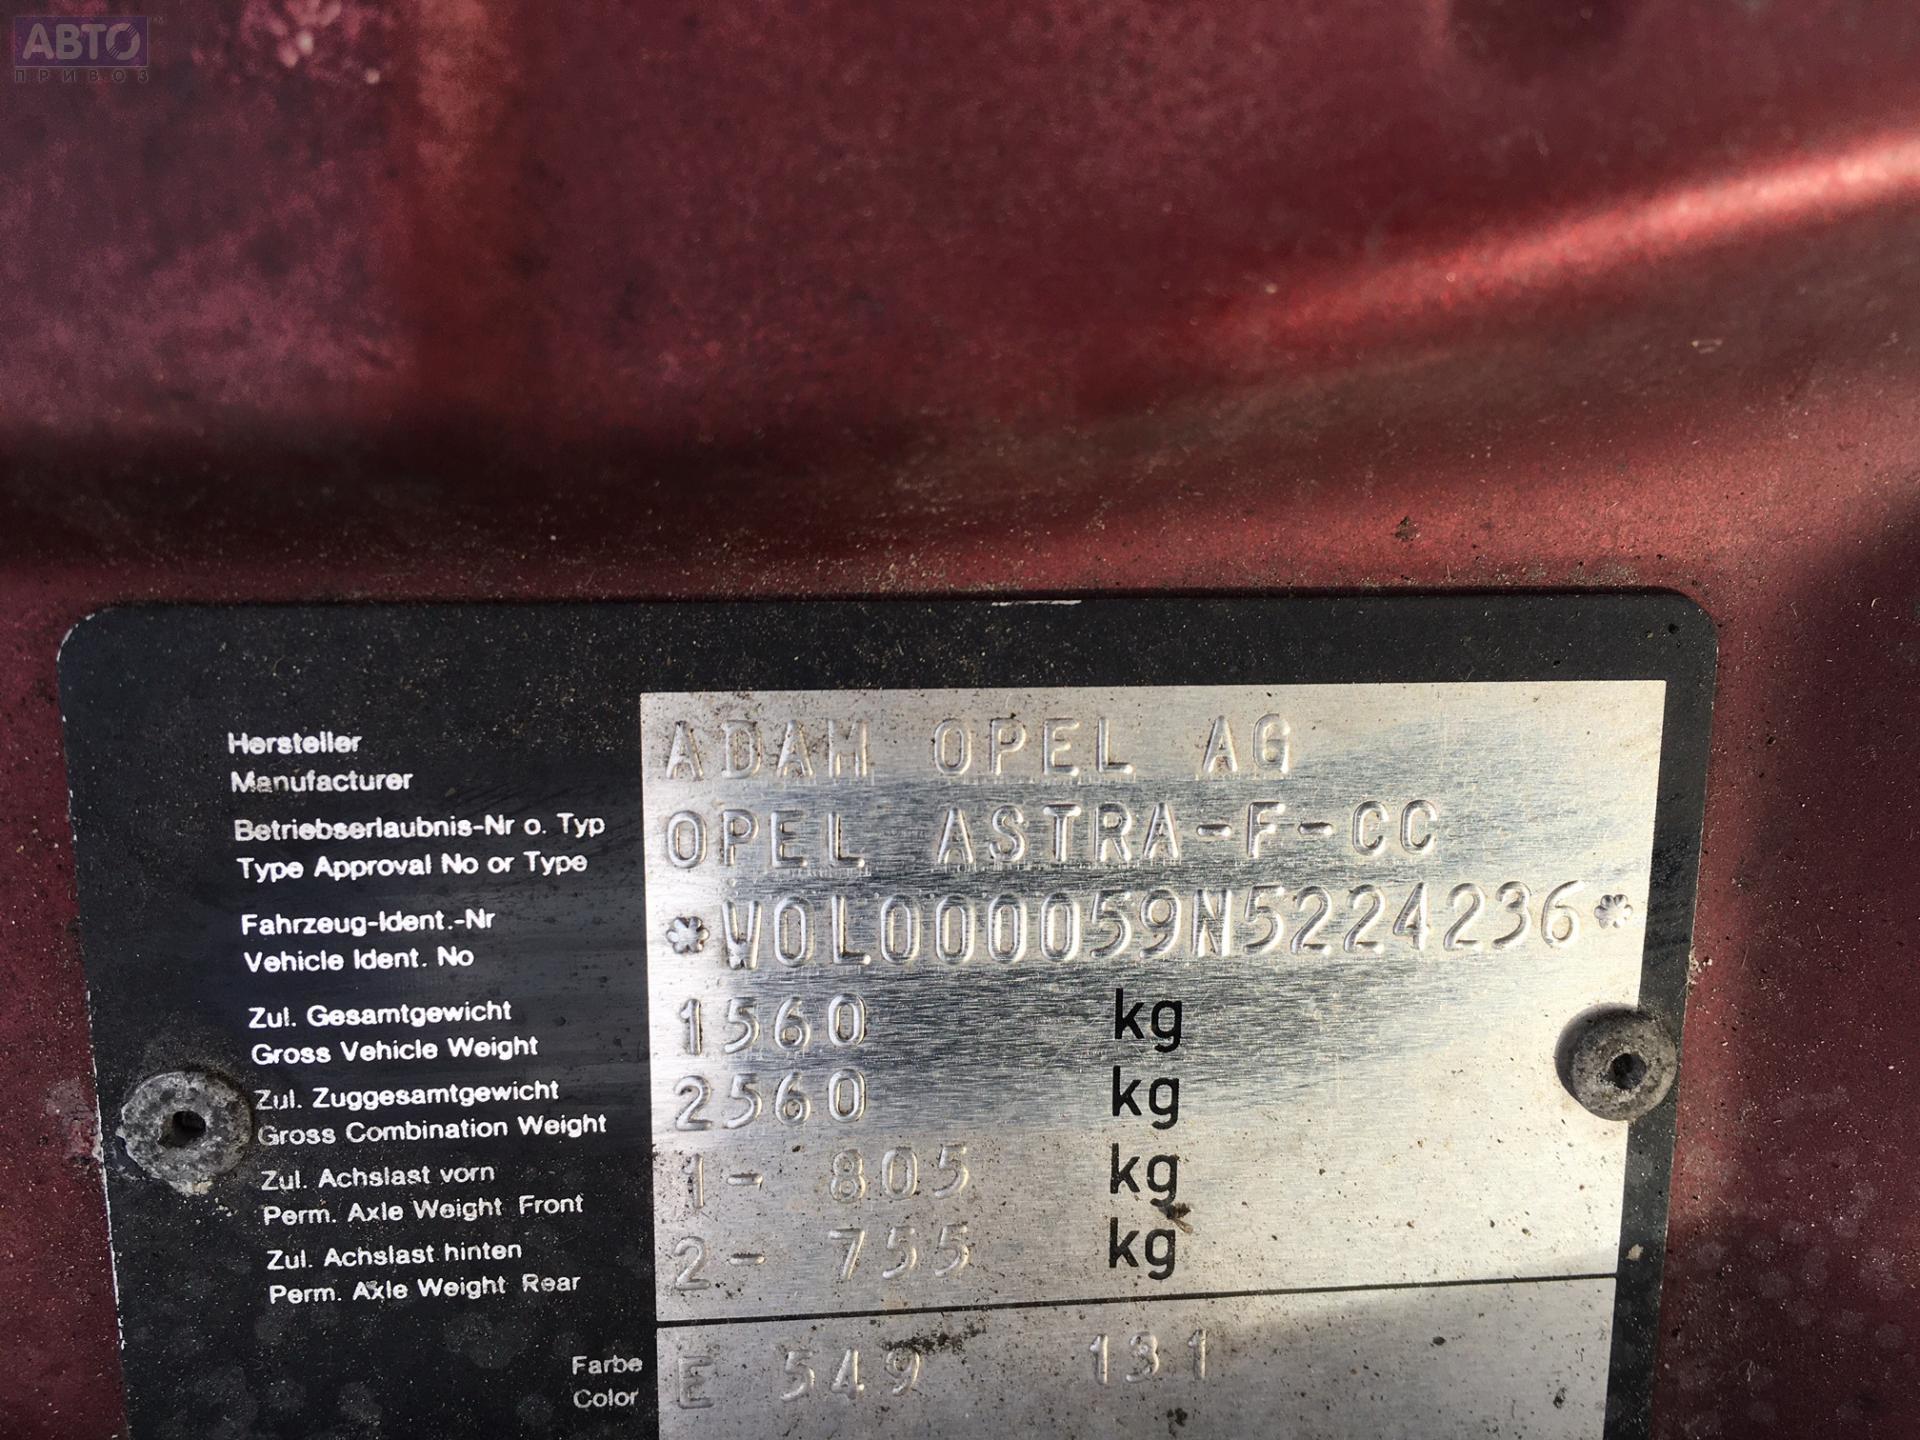 АВТО
ПРИВОЗ
Hersteller
Manufacturer
ADAM OPEL AG
Betriebserlaubnis-Nr o. Typ
Type Approval No or Type
OPEL ASTRA-F-CC
Fahrzeug-Ident.-Nr
Vehicle Ident. No
*W0L000059N5224236*
Zul. Gesamtgewicht
Gross Vehicle Weight
1560 kg
Zul. Zuggesamtgewicht
Gross Combination Weight
2560 kg
Zul. Achslast vorn
Perm. Axle Weight Front
1- 805 kg
Zul. Achslast hinten
Perm. Axle Weight Rear
2- 755 kg
Farbe
Color
E 549 131